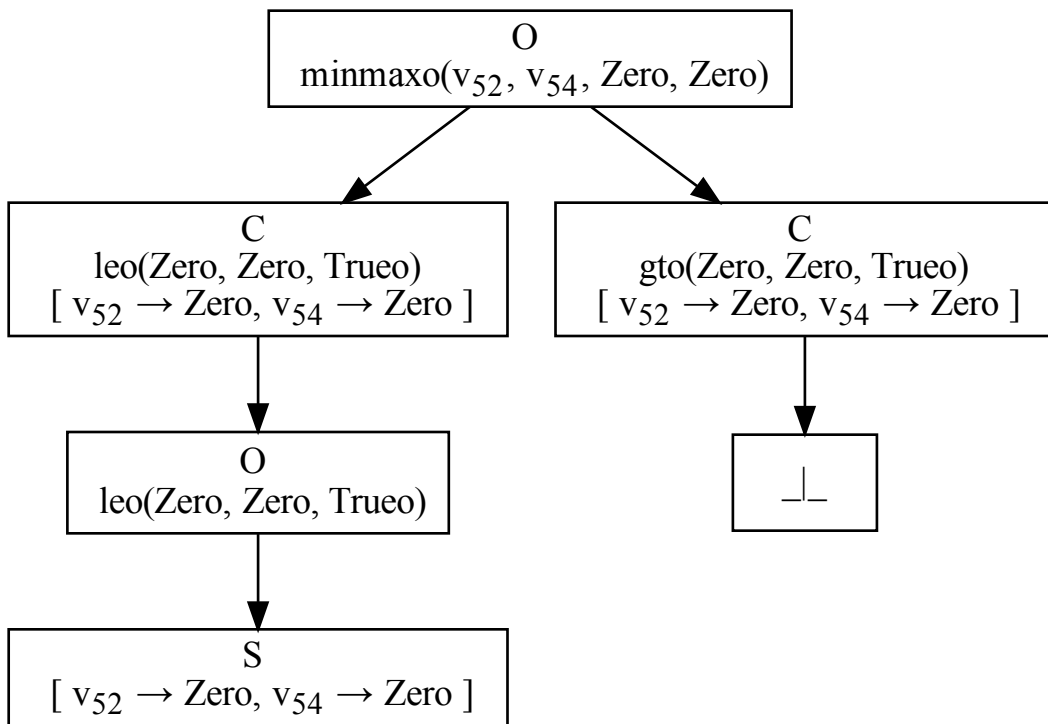 O
minmaxo(v₅₂, v₅₄, Zero, Zero)
C
leo(Zero, Zero, Trueo)
[ v₅₂ → Zero, v₅₄ → Zero ]
C
gto(Zero, Zero, Trueo)
[ v₅₂ → Zero, v₅₄ → Zero ]
O
leo(Zero, Zero, Trueo)
_|_
S
[ v₅₂ → Zero, v₅₄ → Zero ]